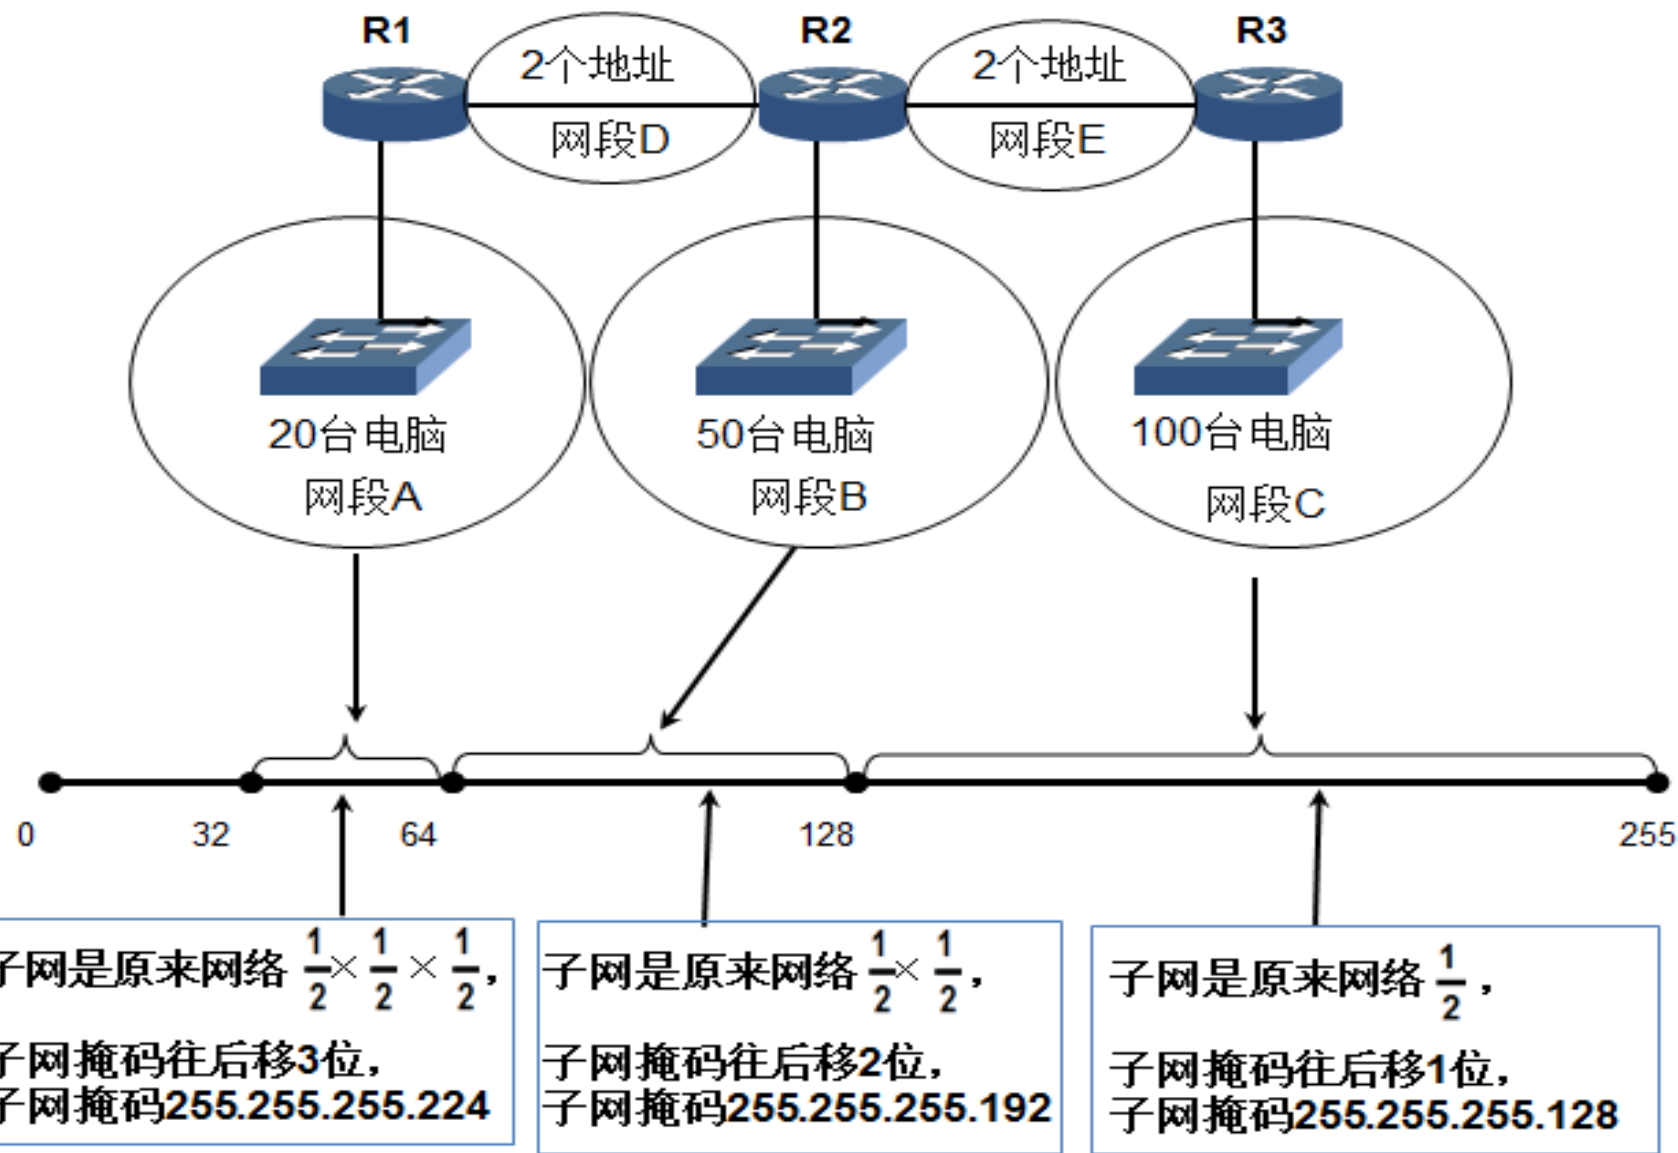 R1
R2
R3
2个地址
网段D
2个地址
网段E
20台电脑
网段A
50台电脑
网段B
100台电脑
网段C
0
32
64
128
255
子网是原来网络 1/2 × 1/2 × 1/2，
子网掩码往后移3位，
子网掩码255.255.255.224
子网是原来网络 1/2 × 1/2，
子网掩码往后移2位，
子网掩码255.255.255.192
子网是原来网络 1/2，
子网掩码往后移1位，
子网掩码255.255.255.128